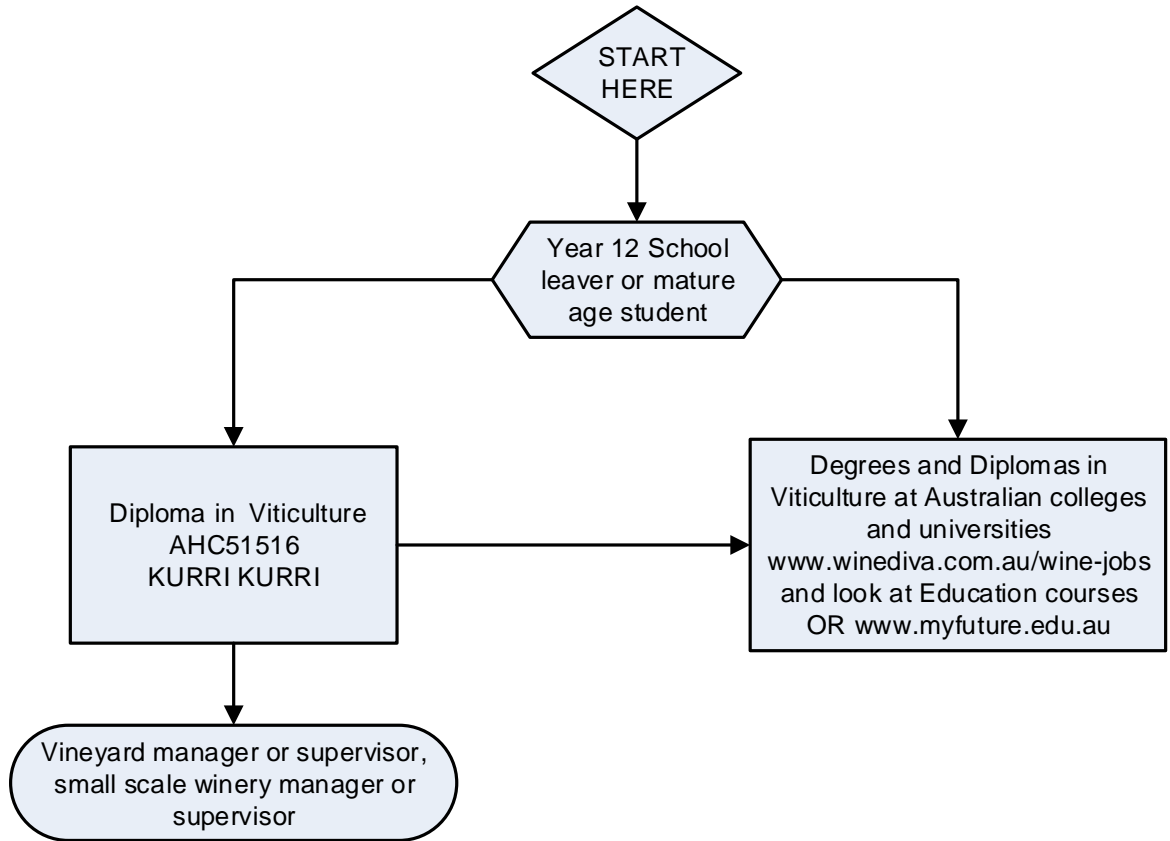 START
HERE
Year 12 School
leaver or mature
age student
Diploma in Viticulture
AHC51516
KURRI KURRI
Degrees and Diplomas in
Viticulture at Australian colleges
and universities
www.winediva.com.au/wine-jobs
and look at Education courses
OR www.myfuture.edu.au
Vineyard manager or supervisor,
small scale winery manager or
supervisor